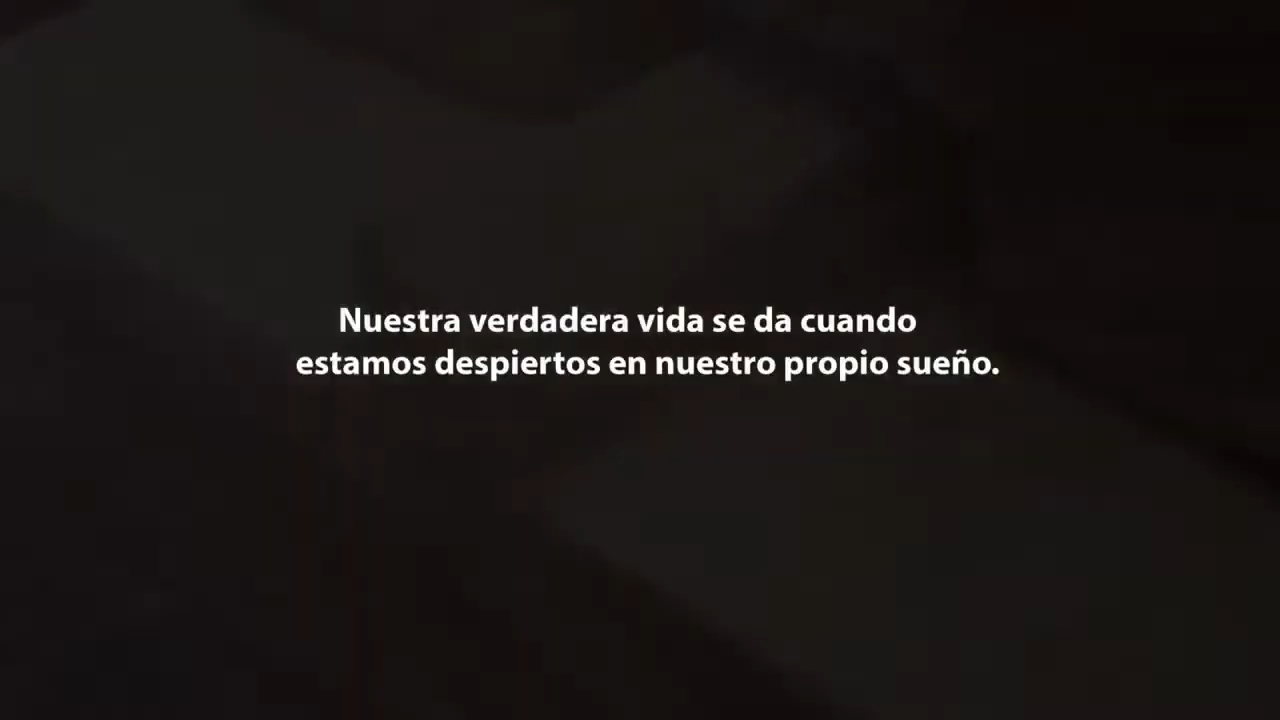 Nuestra verdadera vida se da cuando
estamos despiertos en nuestro propio sueño.